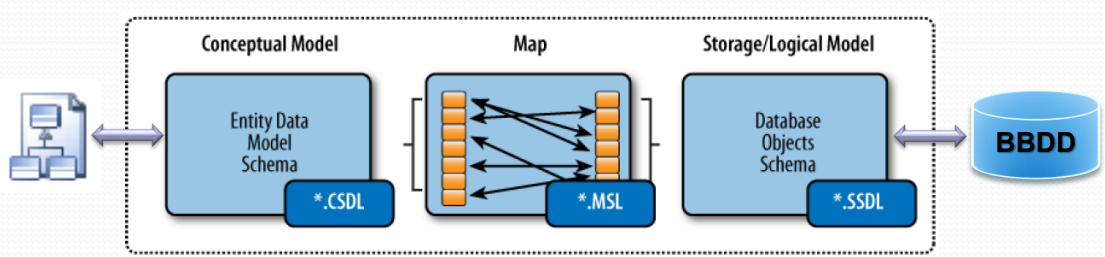 Conceptual Model
Map
Storage/Logical Model
Entity Data
Model
Schema
Database
Objects
Schema
BBDD
*.CSDL
*.MSL
*.SSDL